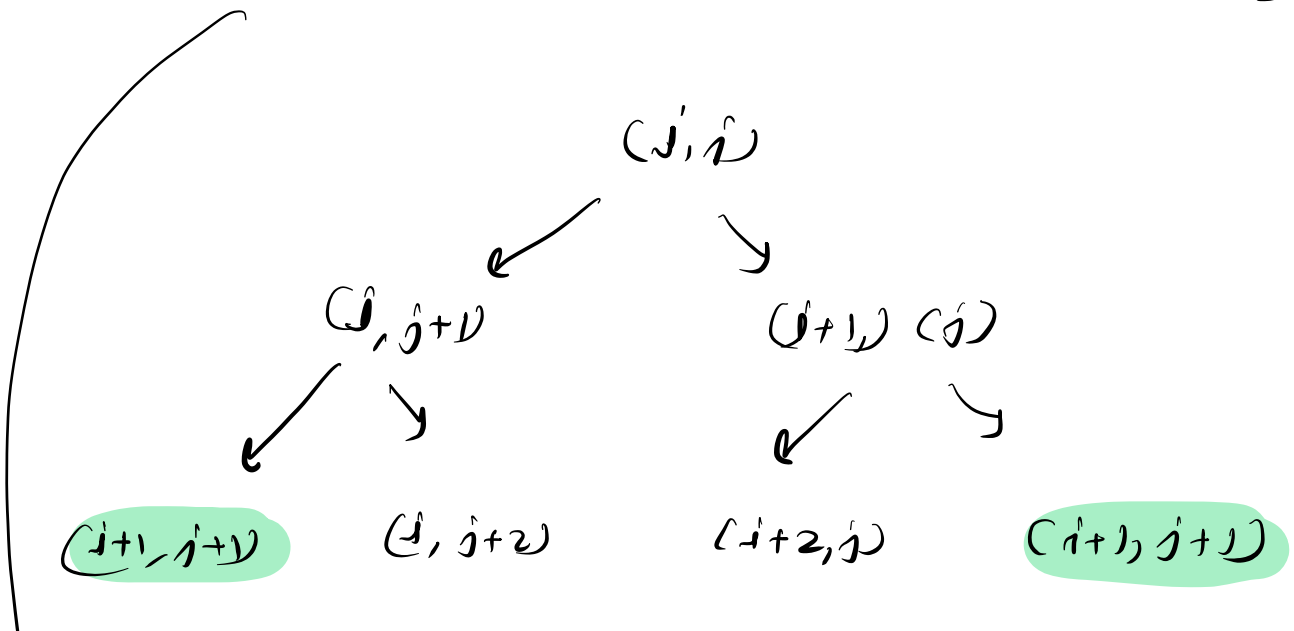 (i, j)
(i, j+1) (i+1,) (j)
(i+1, j+1) (i, j+2) (i+2, j) (i+1, j+1)